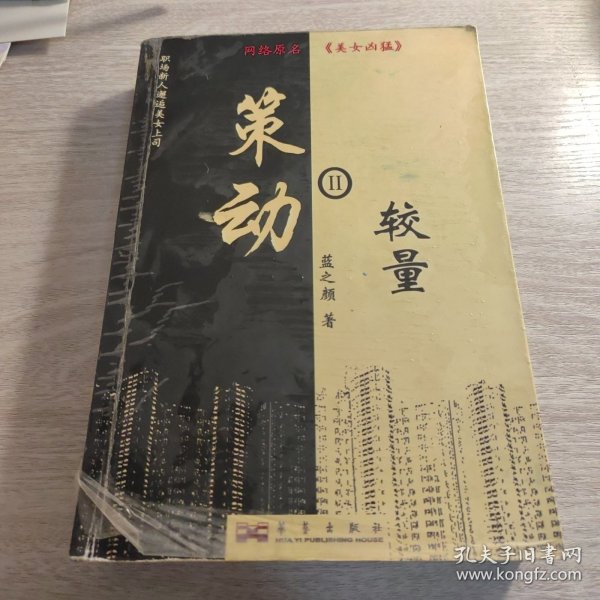 网络原名 《美女凶猛》
职场新人邂逅美女上司
策动
II
较量
蓝之颜 著
华艺出版社
HUA YI PUBLISHING HOUSE
孔夫子旧书网
www.kongfz.com